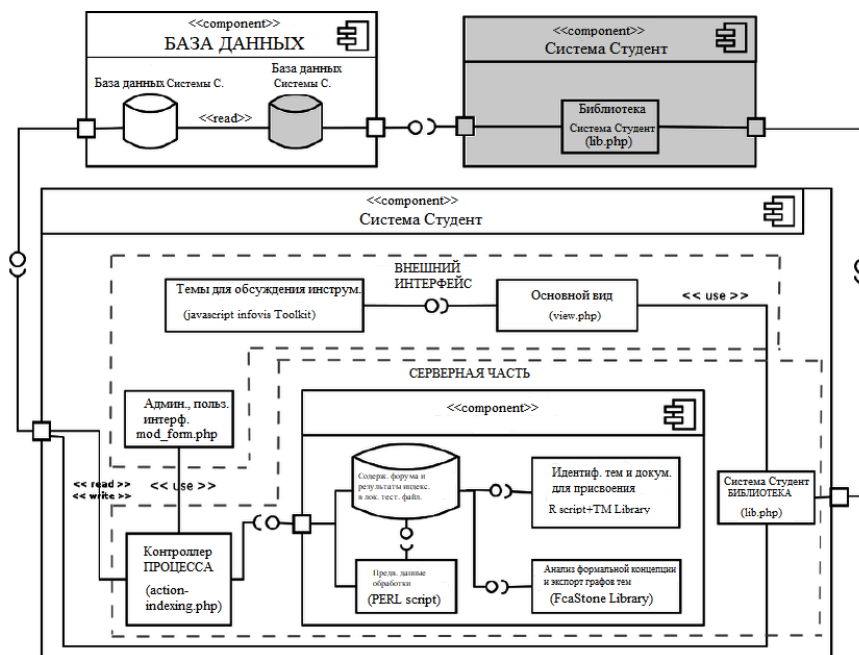 <<component>>
БАЗА ДАННЫХ
База данных Системы С.
База данных
Системы С.
<<read>>
<<component>>
Система Студент
Библиотека
Система Студент
(lib.php)
<<component>>
Система Студент
ВНЕШНИЙ
ИНТЕРФЕЙС
Темы для обсуждения инструм.
(javascript infovis Toolkit)
Основной вид
(view.php)
<< use >>
СЕРВЕРНАЯ ЧАСТЬ
Админ., польз.
интерф.
mod_form.php
<< read >>
<< write >>
<< use >>
Контроллер
ПРОЦЕССА
(action-
indexing.php)
<<component>>
Содерж. форума и
результаты индекс.
в лок. тест. файл.
Идентиф. тем и докум.
для присвоения
R script+TM Library
Предв. данные
обработки
(PERL script)
Анализ формальной концепции
и экспорт графов тем
(FcaStone Library)
Система Студент
БИБЛИОТЕКА
(lib.php)